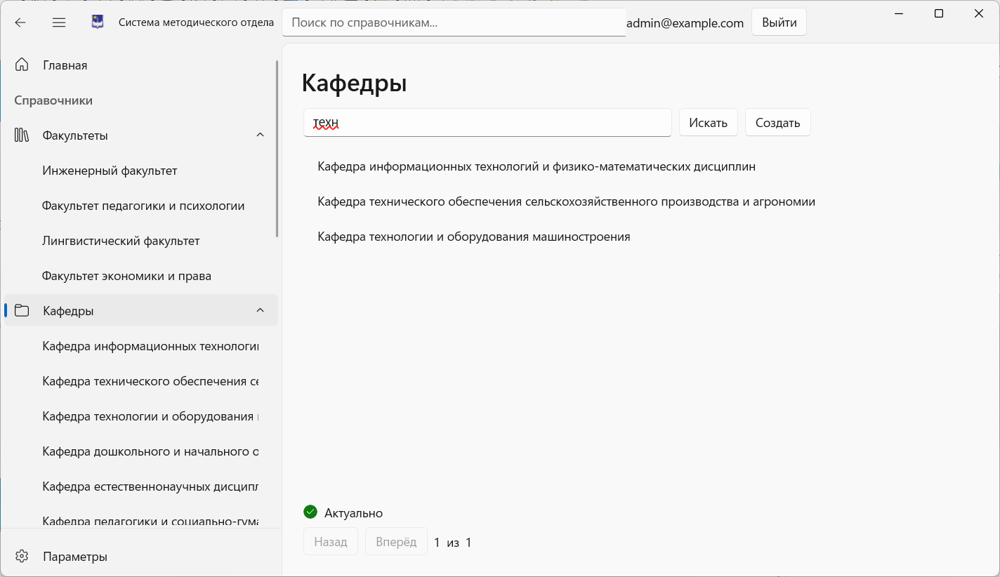 Система методического отдела
Поиск по справочникам...
admin@example.com
Выйти
Главная
Справочники
Факультеты
Инженерный факультет
Факультет педагогики и психологии
Лингвистический факультет
Факультет экономики и права
Кафедры
Кафедра информационных технологи
Кафедра технического обеспечения се
Кафедра технологии и оборудования
Кафедра дошкольного и начального о
Кафедра естественнонаучных дисципл
Кафедра педагогики и социально-гума
Параметры
Кафедры
техн
Искать
Создать
Кафедра информационных технологий и физико-математических дисциплин
Кафедра технического обеспечения сельскохозяйственного производства и агрономии
Кафедра технологии и оборудования машиностроения
Актуально
Назад
Вперёд
1 из 1